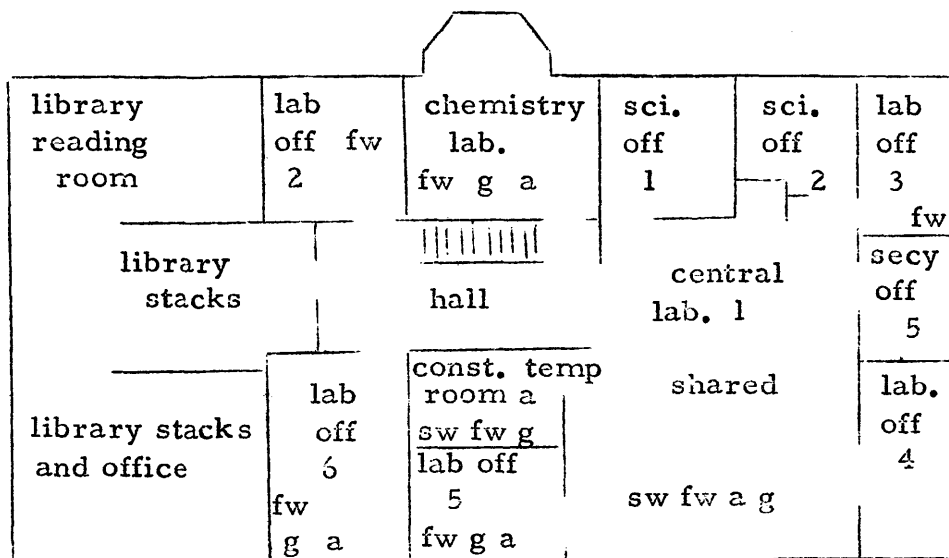 library
reading
room
lab
off fw
2
chemistry
lab.
fw g a
sci.
off
1
sci.
off
2
lab
off
3
fw
library
stacks
hall
central
lab. 1
secy
off
5
library stacks
and office
lab
off
6
fw
g a
const. temp
room a
sw fw g
lab off
5
fw g a
shared
sw fw a g
lab.
off
4